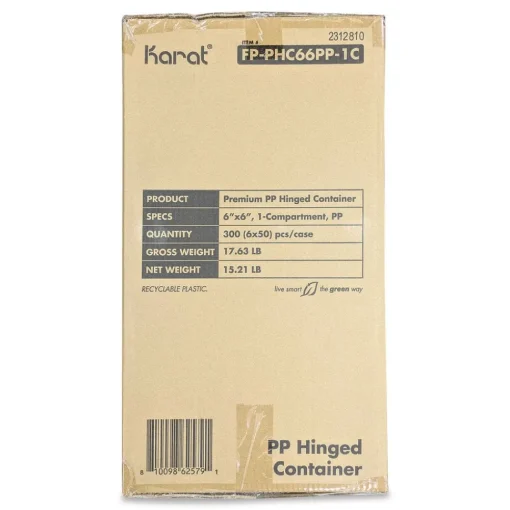 2312810
Karat®
ITEM #
FP-PHC66PP-1C
PRODUCT Premium PP Hinged Container
SPECS 6"x6", 1-Compartment, PP
QUANTITY 300 (6x50) pcs/case
GROSS WEIGHT 17.63 LB
NET WEIGHT 15.21 LB
RECYCLABLE PLASTIC. live smart the green way
8 10098 62579 1
PP Hinged
Container